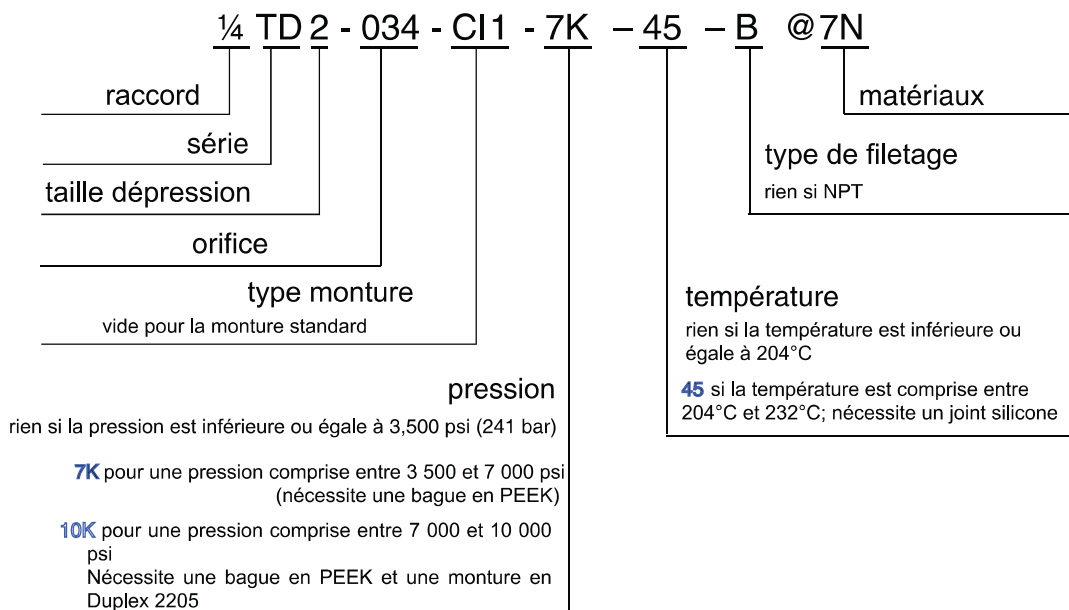 ¼ TD 2 - 034 - CI1 - 7K – 45 – B @ 7N
raccord
série
taille dépression
orifice
type monture
vide pour la monture standard
pression
rien si la pression est inférieure ou égale à 3,500 psi (241 bar)
7K pour une pression comprise entre 3 500 et 7 000 psi
(nécessite une bague en PEEK)
10K pour une pression comprise entre 7 000 et 10 000
psi
Nécessite une bague en PEEK et une monture en
Duplex 2205
matériaux
type de filetage
rien si NPT
température
rien si la température est inférieure ou
égale à 204°C
45 si la température est comprise entre
204°C et 232°C; nécessite un joint silicone